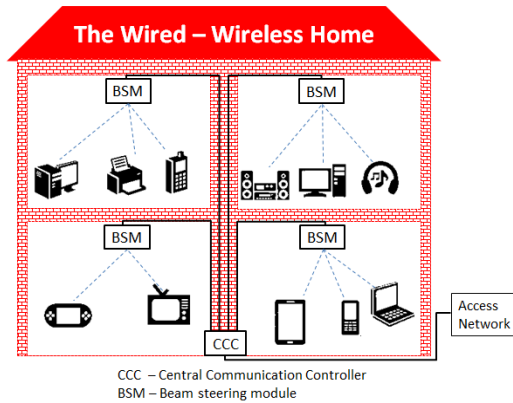 The Wired – Wireless Home
BSM
BSM
BSM
BSM
CCC
Access
Network
CCC – Central Communication Controller
BSM – Beam steering module